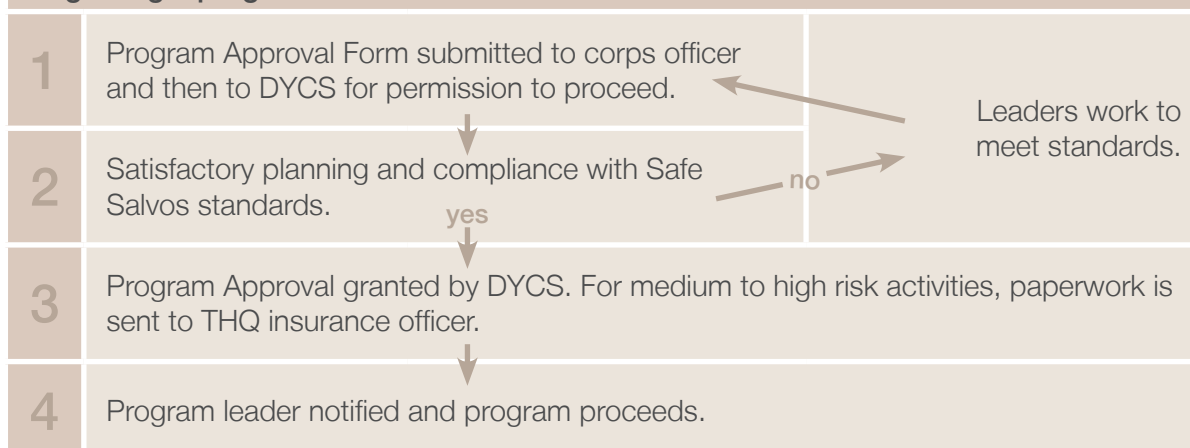 1
Program Approval Form submitted to corps officer
and then to DYCS for permission to proceed.
Leaders work to
meet standards.
2
Satisfactory planning and compliance with Safe
Salvos standards.
no
yes
3
Program Approval granted by DYCS. For medium to high risk activities, paperwork is
sent to THQ insurance officer.
4
Program leader notified and program proceeds.